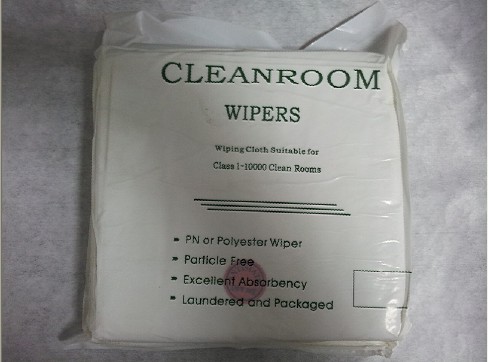 CLEANROOM
WIPERS
Wiping Cloth Suitable for
Class 1-10000 Clean Rooms
PN or Polyester Wiper
Particle Free
Excellent Absorbency
Laundered and Packaged